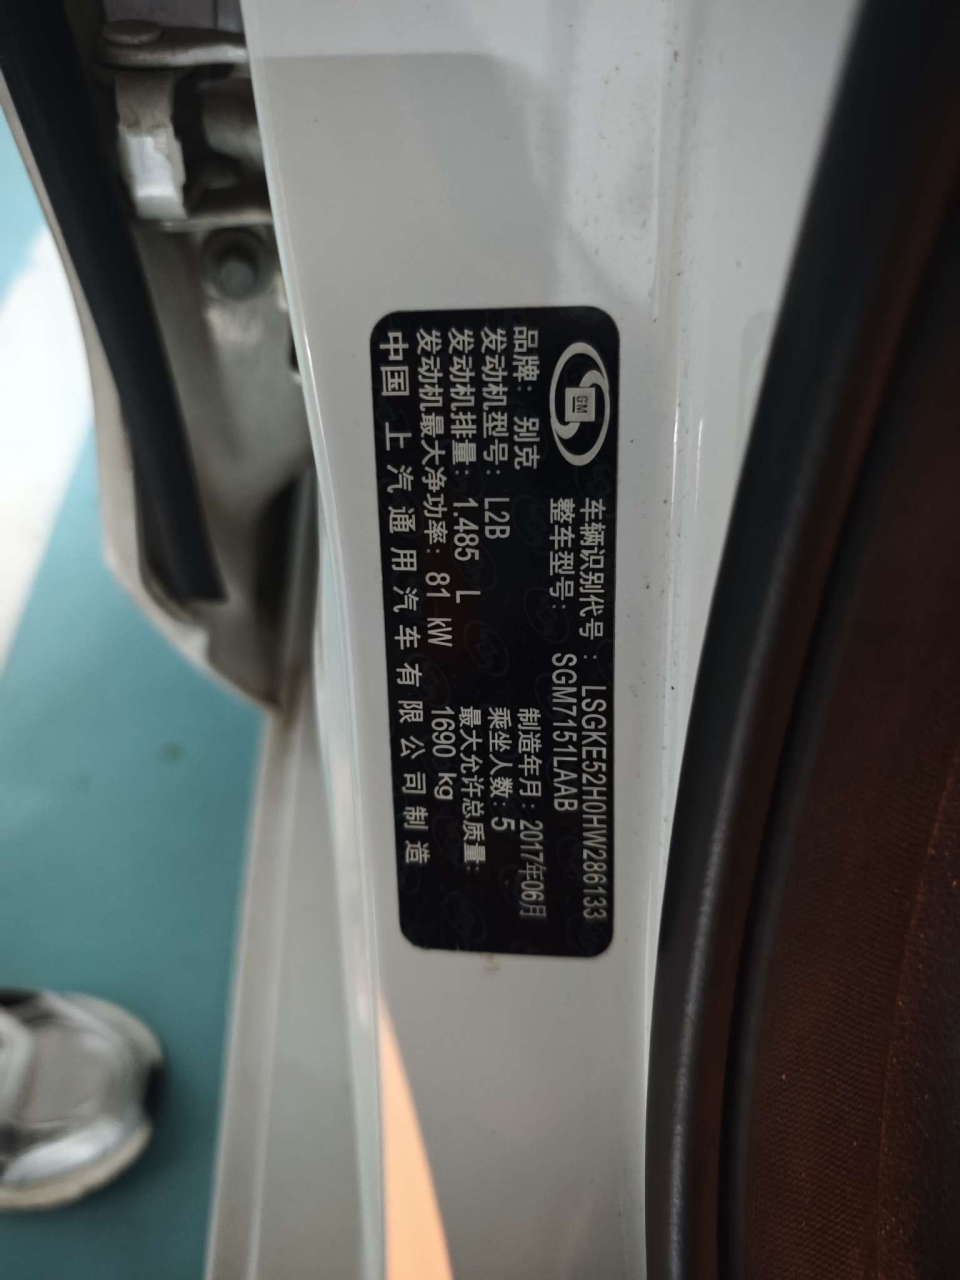 GM
车辆识别代号：LSGKE52H0HW286133
整车型号：SGM7151LAAB
品牌：别克 制造年月：2017年06月
发动机型号：L2B 乘坐人数：5
发动机排量：1.485 L 最大允许总质量：
发动机最大净功率：81 kW 1690 kg
中国 上汽通用汽车有限公司制造